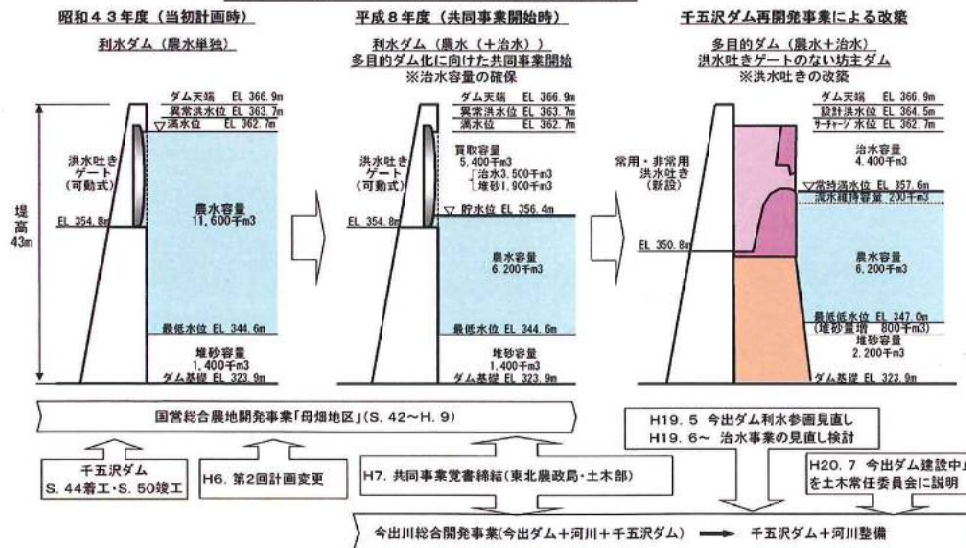 昭和43年度(当初計画時)
利水ダム(農水単独)
ダム天端 EL 366.9m
異常洪水位 EL 363.7m
満水位 EL 362.7m
洪水吐き
ゲート
(可動式)
農水容量
11,600千m3
EL 354.8m
堤高
43m
最低水位 EL 344.6m
堆砂容量
1,400千m3
ダム基礎 EL 323.9m
平成8年度(共同事業開始時)
利水ダム(農水(+治水))
多目的ダム化に向けた共同事業開始
※治水容量の確保
ダム天端 EL 366.9m
異常洪水位 EL 363.7m
満水位 EL 362.7m
買取容量
5,400千m3
治水3,500千m3
堆砂1,900千m3
洪水吐き
ゲート
(可動式)
貯水位 EL 356.4m
EL 354.8m
農水容量
6,200千m3
最低水位 EL 344.6m
堆砂容量
1,400千m3
ダム基礎 EL 323.9m
千五沢ダム再開発事業による改築
多目的ダム(農水+治水)
洪水吐きゲートのない坊主ダム
※洪水吐きの改築
ダム天端 EL 366.9m
設計洪水位 EL 364.5m
サーチャージ水位 EL 362.7m
治水容量
4,400千m3
常用・非常用
洪水吐き
(新設)
常時満水位 EL 357.6m
流水維持容量 200千m3
EL 350.8m
農水容量
6,200千m3
最低水位 EL 347.0m
(堆砂量増 800千m3)
堆砂容量
2,200千m3
ダム基礎 EL 323.9m
国営総合農地開発事業「母畑地区」(S.42～H.9)
千五沢ダム
S.44着工・S.50竣工
H6.第2回計画変更
H7.共同事業覚書締結(東北農政局・土木部)
H19.5 今出ダム利水参画見直し
H19.6～ 治水事業の見直し検討
H20.7 今出ダム建設中止
を土木常任委員会に説明
今出川総合開発事業(今出ダム+河川+千五沢ダム) → 千五沢ダム+河川整備